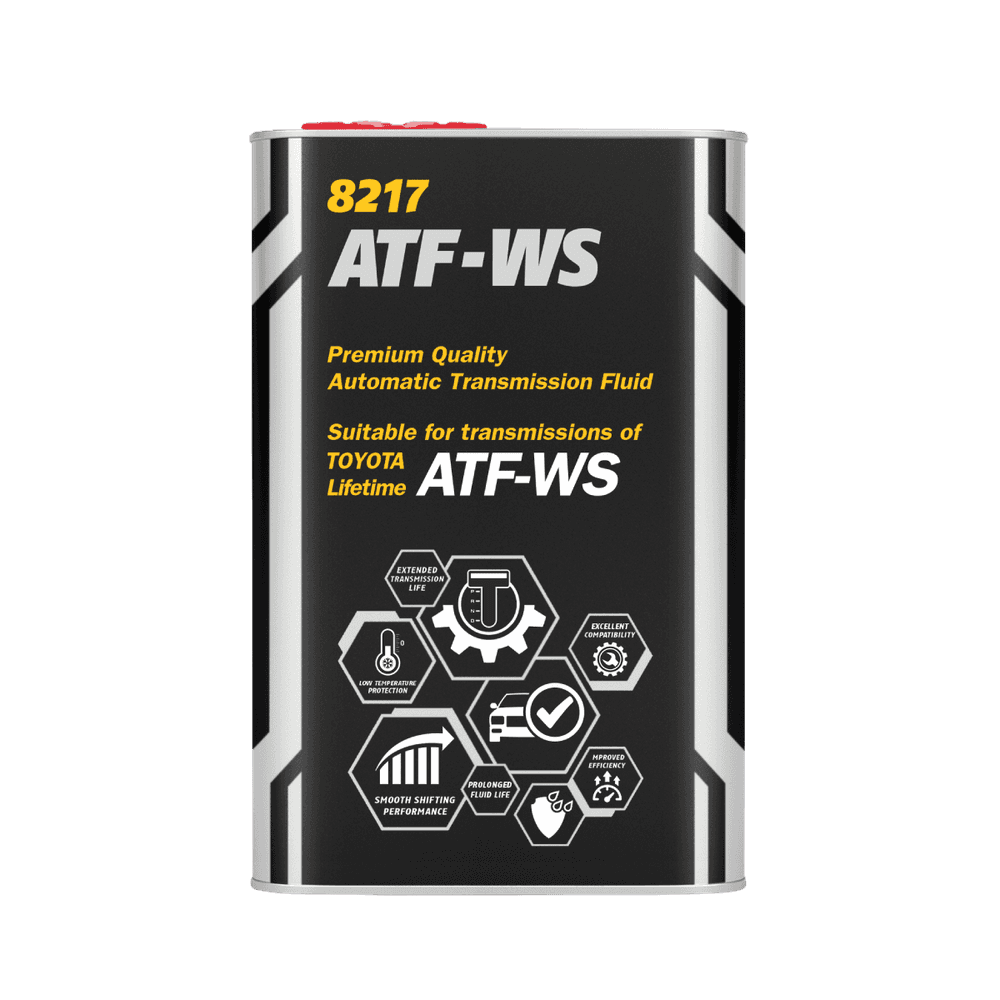 8217
ATF-WS
Premium Quality
Automatic Transmission Fluid
Suitable for transmissions of
TOYOTA
Lifetime ATF-WS
EXTENDED
TRANSMISSION
LIFE
P
R
N
D
EXCELLENT
COMPATIBILITY
0
LOW TEMPERATURE
PROTECTION
MPROVED
EFFICIENCY
SMOOTH SHIFTING
PERFORMANCE
PROLONGED
FLUID LIFE